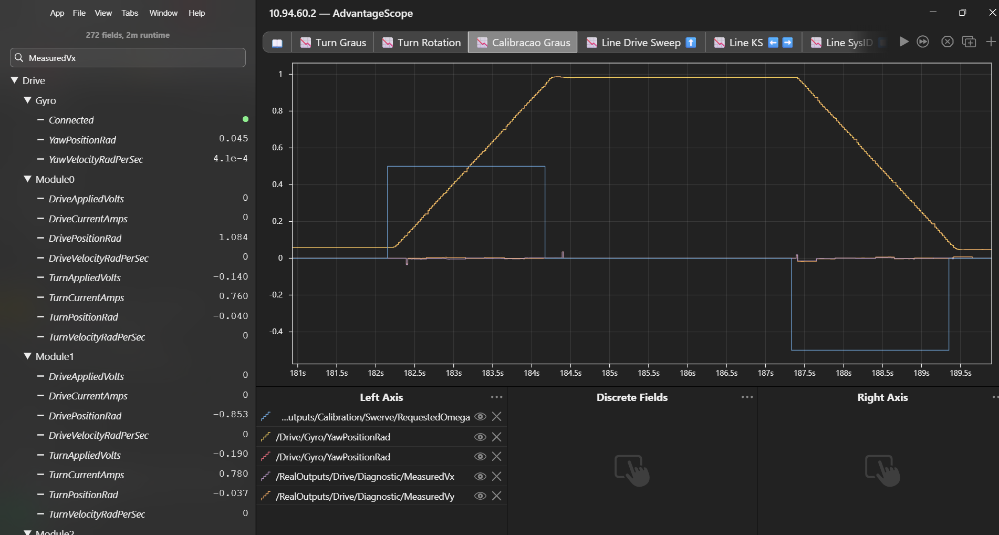 App File View Tabs Window Help
272 fields, 2m runtime
MeasuredVx
Drive
Gyro
Connected
YawPositionRad 0.045
YawVelocityRadPerSec 4.1e-4
Module0
DriveAppliedVolts 0
DriveCurrentAmps 0
DrivePositionRad 1.084
DriveVelocityRadPerSec 0
TurnAppliedVolts -0.140
TurnCurrentAmps 0.760
TurnPositionRad -0.040
TurnVelocityRadPerSec 0
Module1
DriveAppliedVolts 0
DriveCurrentAmps 0
DrivePositionRad -0.853
DriveVelocityRadPerSec 0
TurnAppliedVolts -0.190
TurnCurrentAmps 0.780
TurnPositionRad -0.037
TurnVelocityRadPerSec 0
Module2
10.94.60.2 — AdvantageScope
Turn Graus Turn Rotation Calibracao Graus Line Drive Sweep ⬆️ Line KS ⬅️ ➡️ Line SysID
1
0.8
0.6
0.4
0.2
0
-0.2
-0.4
181s 181.5s 182s 182.5s 183s 183.5s 184s 184.5s 185s 185.5s 186s 186.5s 187s 187.5s 188s 188.5s 189s 189.5s
Left Axis
...utputs/Calibration/Swerve/RequestedOmega
/Drive/Gyro/YawPositionRad
/Drive/Gyro/YawPositionRad
/RealOutputs/Drive/Diagnostic/MeasuredVx
/RealOutputs/Drive/Diagnostic/MeasuredVy
Discrete Fields
Right Axis